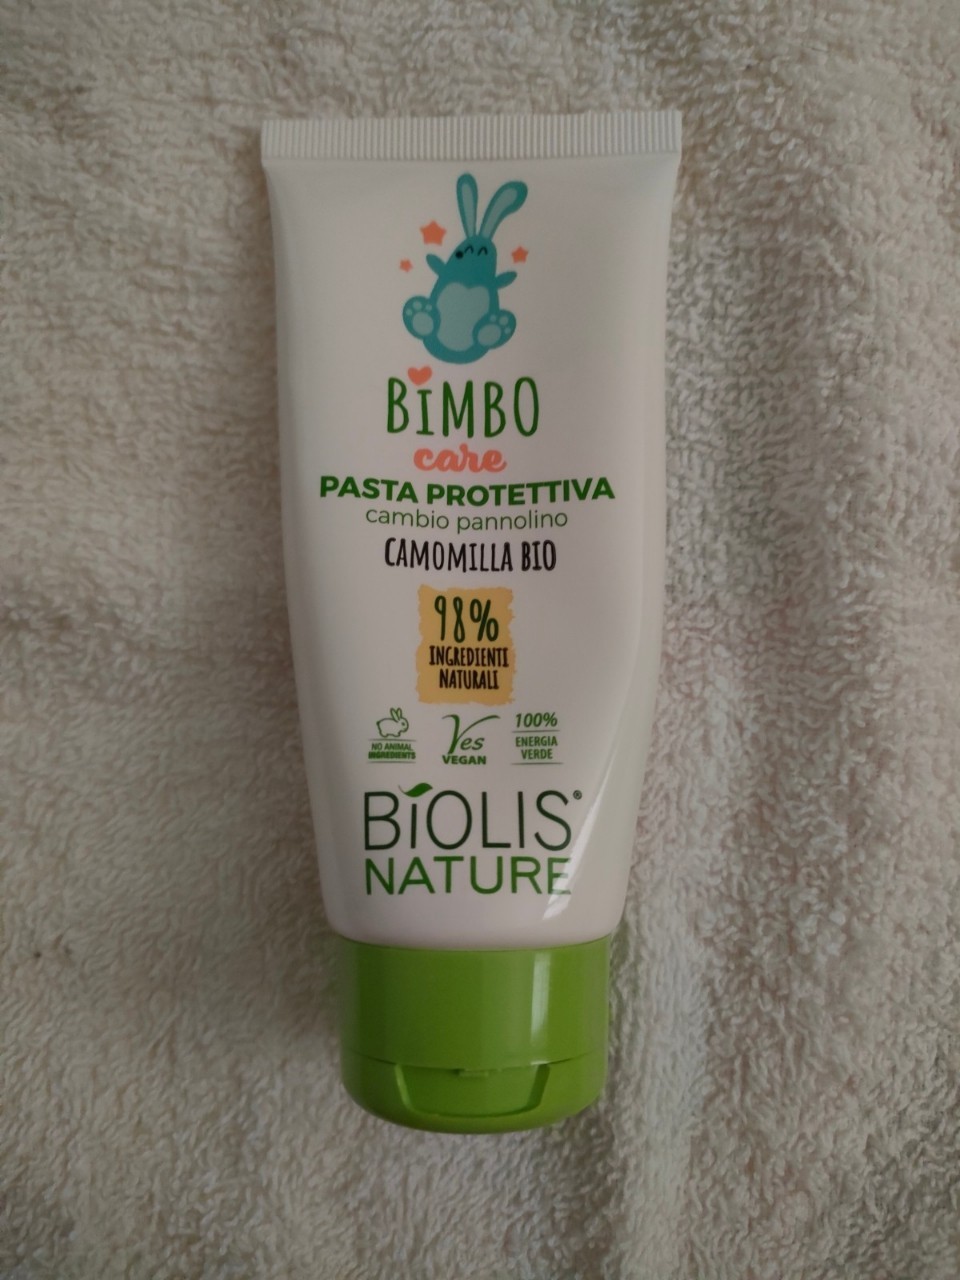 BIMBO
care
PASTA PROTETTIVA
cambio pannolino
CAMOMILLA BIO
98%
INGREDIENTI
NATURALI
NO ANIMAL
INGREDIENTS
Yes
VEGAN
100%
ENERGIA
VERDE
BIOLIS®
NATURE